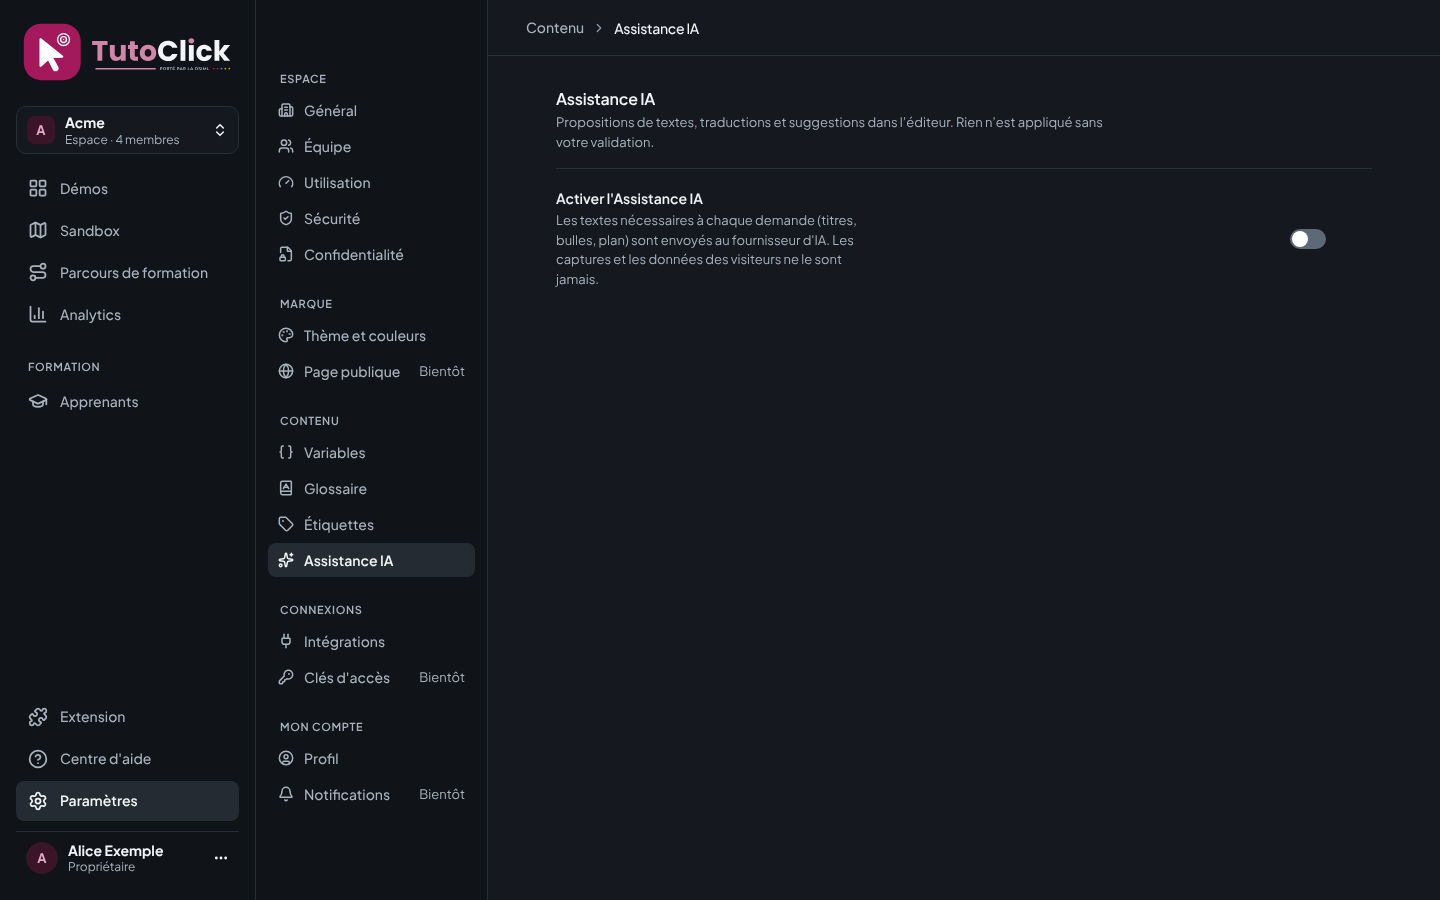 TutoClick
PORTÉ PAR LA DSIML
A
Acme
Espace · 4 membres
Démos
Sandbox
Parcours de formation
Analytics
FORMATION
Apprenants
Extension
Centre d'aide
Paramètres
A
Alice Exemple
Propriétaire
ESPACE
Général
Équipe
Utilisation
Sécurité
Confidentialité
MARQUE
Thème et couleurs
Page publique Bientôt
CONTENU
Variables
Glossaire
Étiquettes
Assistance IA
CONNEXIONS
Intégrations
Clés d'accès Bientôt
MON COMPTE
Profil
Notifications Bientôt
Contenu > Assistance IA
Assistance IA
Propositions de textes, traductions et suggestions dans l'éditeur. Rien n'est appliqué sans
votre validation.
Activer l'Assistance IA
Les textes nécessaires à chaque demande (titres,
bulles, plan) sont envoyés au fournisseur d'IA. Les
captures et les données des visiteurs ne le sont
jamais.